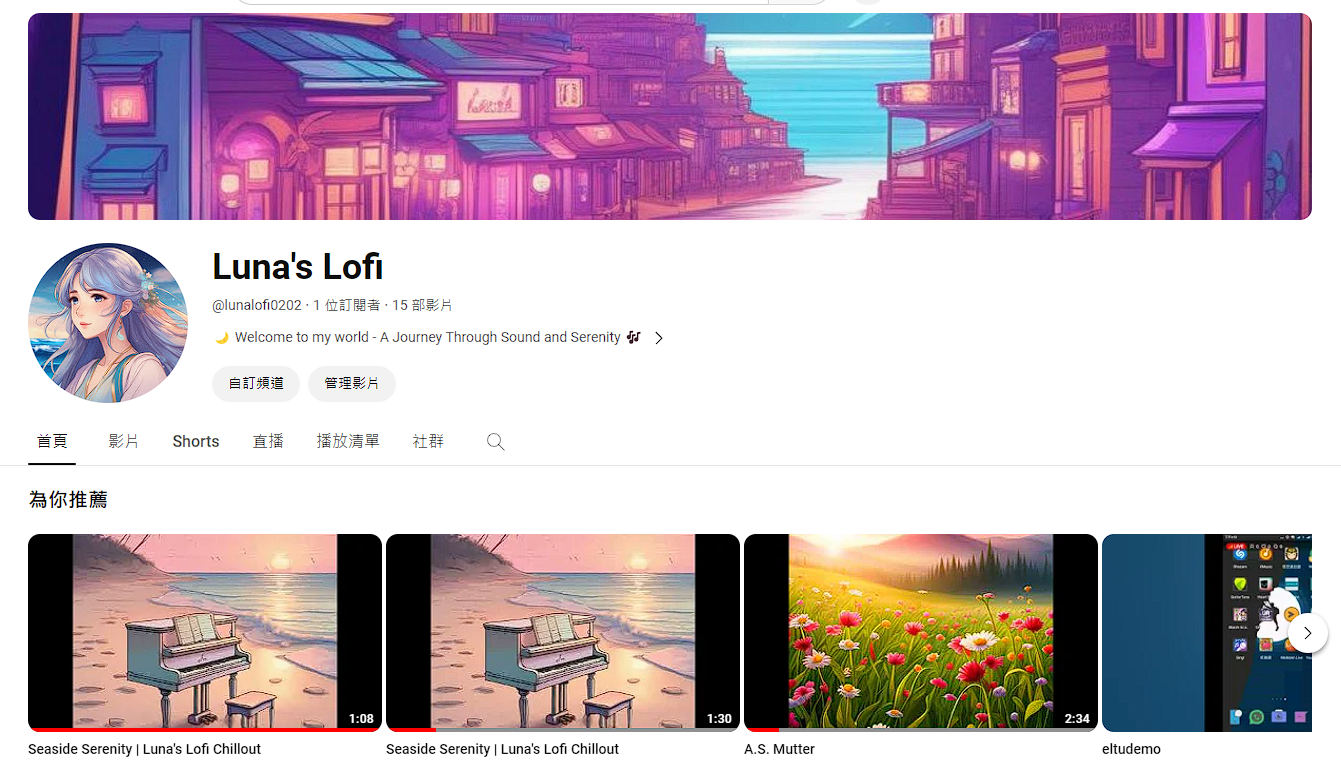 Luna's Lofi
@lunalofi0202 · 1 位訂閱者 · 15 部影片
🌙 Welcome to my world - A Journey Through Sound and Serenity 🎶
自訂頻道 管理影片
首頁 影片 Shorts 直播 播放清單 社群
為你推薦
LIVE
1:08 1:30 2:34
Seaside Serenity | Luna's Lofi Chillout Seaside Serenity | Luna's Lofi Chillout A.S. Mutter eltudemo